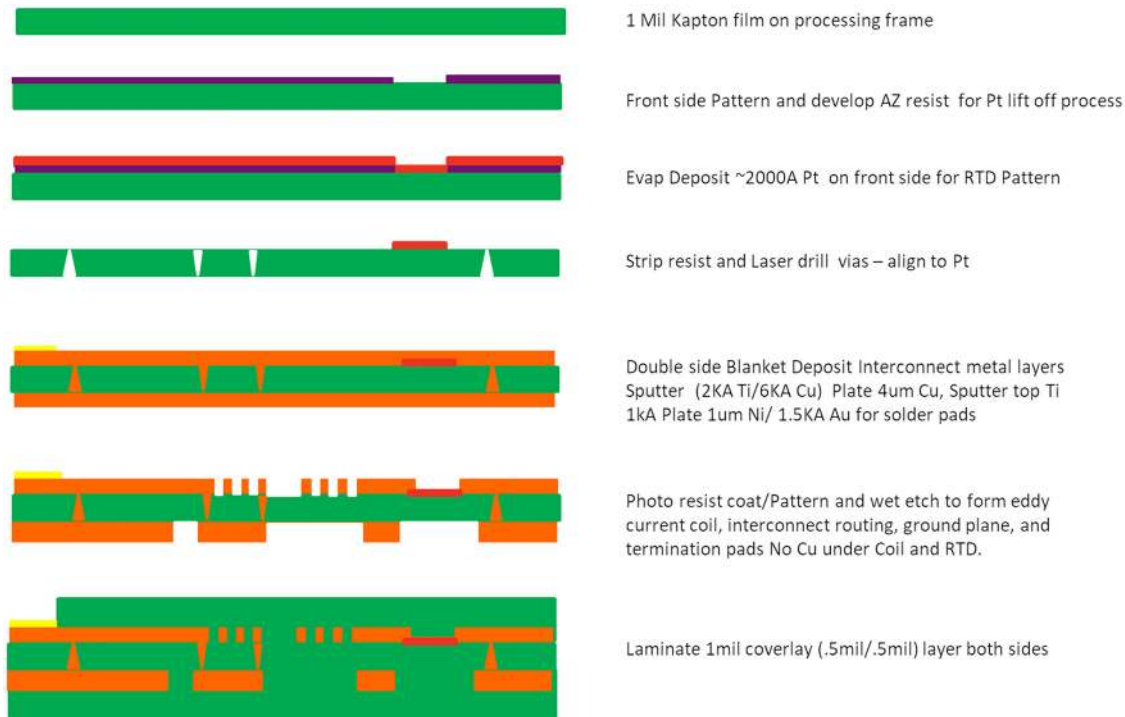 1 Mil Kapton film on processing frame
Front side Pattern and develop AZ resist  for Pt lift off process
Evap Deposit ~2000A Pt  on front side for RTD Pattern
Strip resist and Laser drill  vias – align to Pt
Double side Blanket Deposit Interconnect metal layers
Sputter  (2KA Ti/6KA Cu)  Plate 4um Cu, Sputter top Ti
1kA Plate 1um Ni/ 1.5KA Au for solder pads
Photo resist coat/Pattern and wet etch to form eddy
current coil, interconnect routing, ground plane, and
termination pads No Cu under Coil and RTD.
Laminate 1mil coverlay (.5mil/.5mil) layer both sides